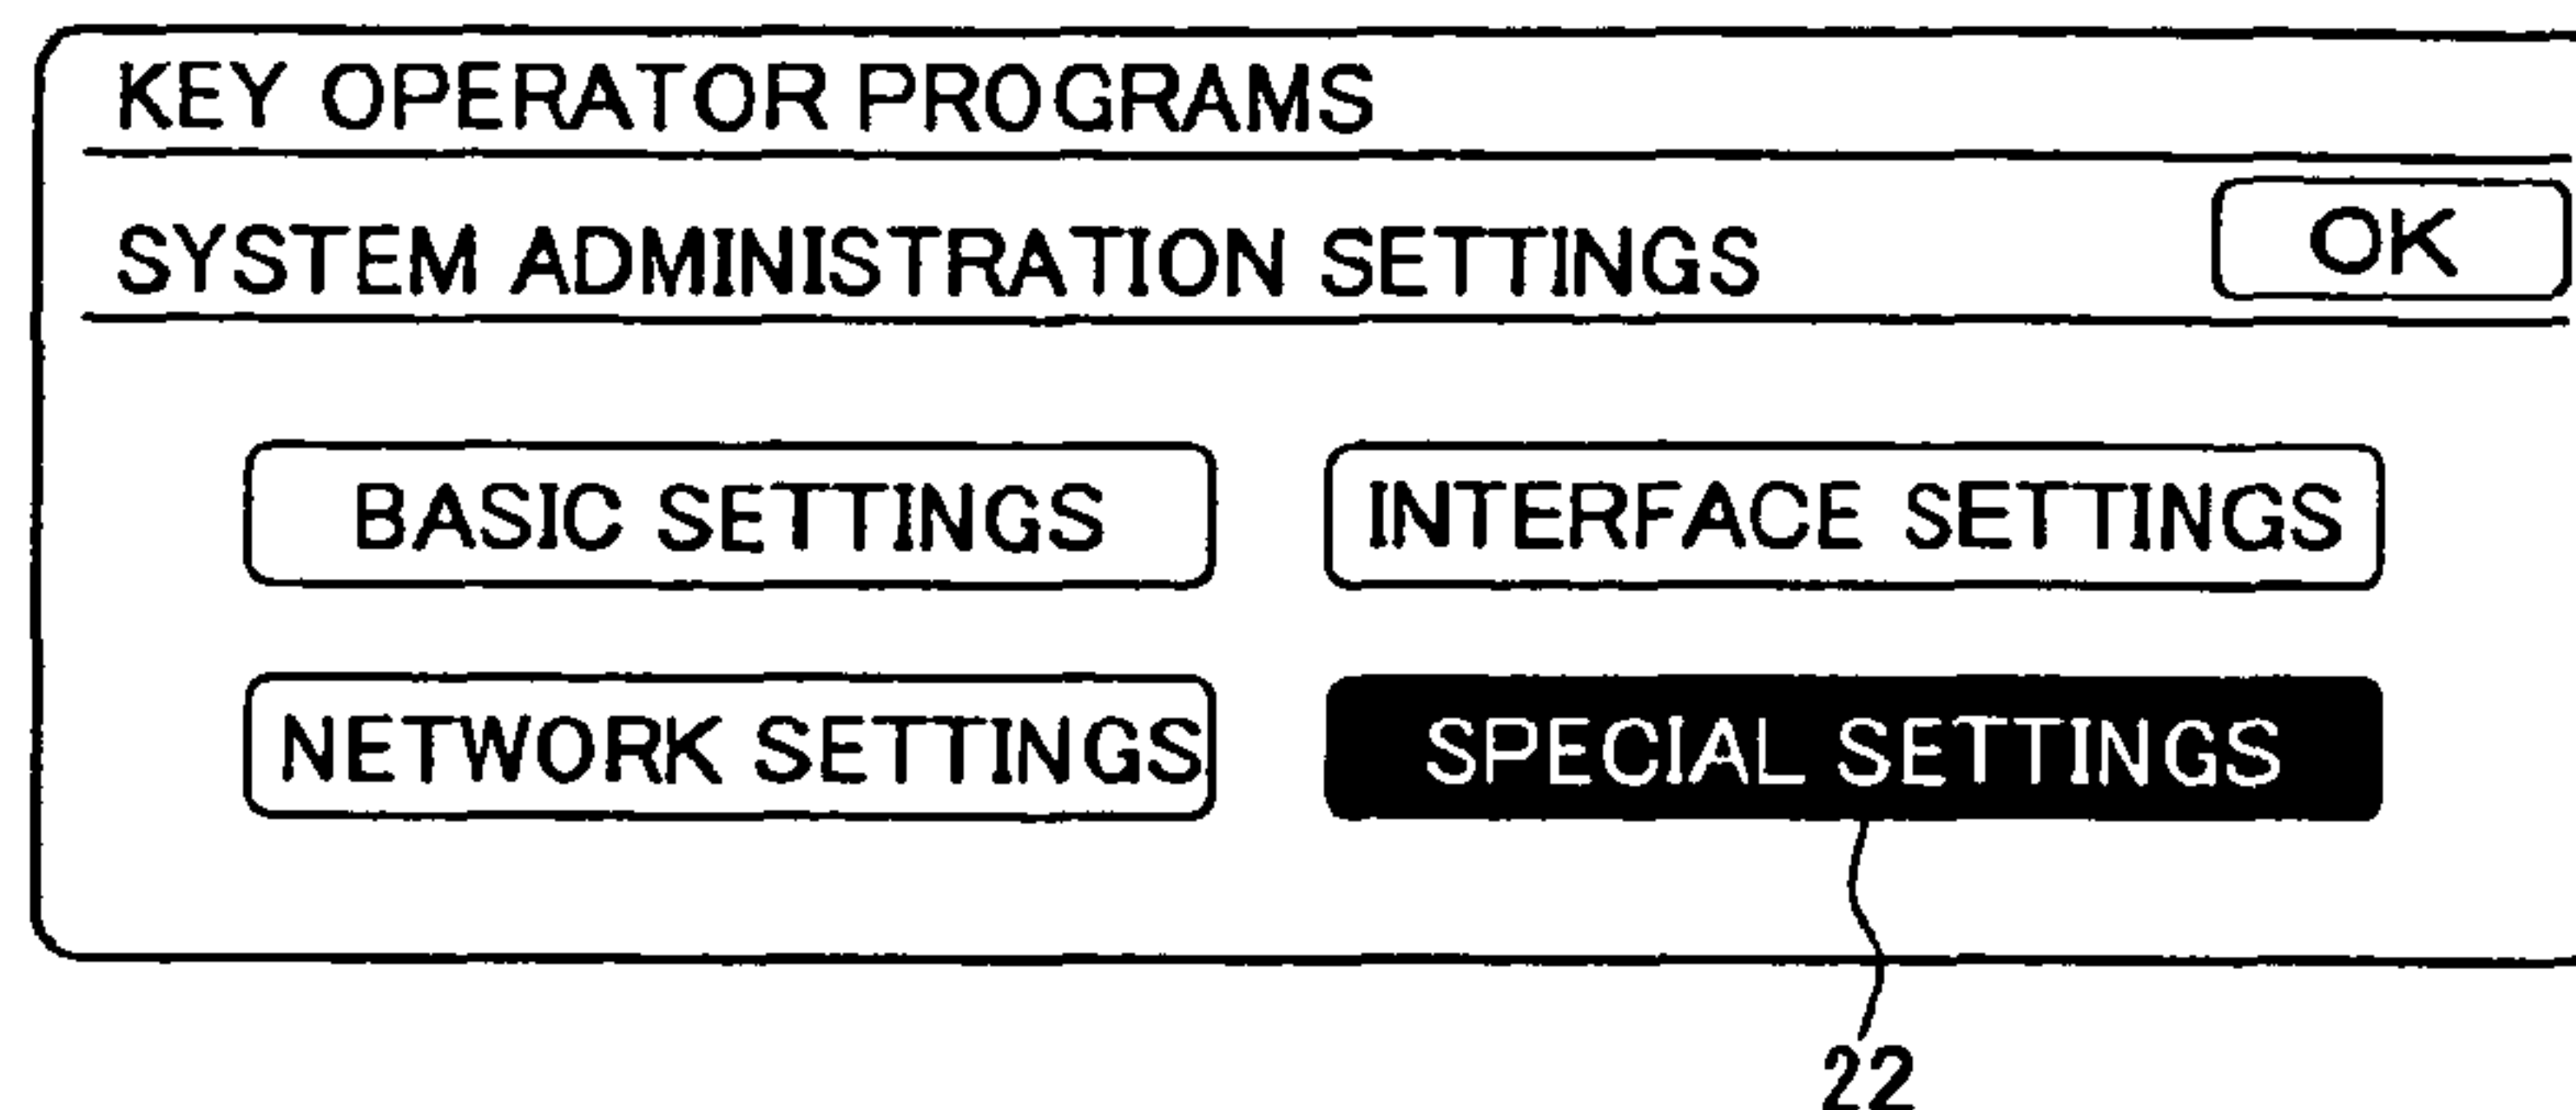 KEY OPERATOR PROGRAMS
SYSTEM ADMINISTRATION SETTINGS OK
BASIC SETTINGS INTERFACE SETTINGS
NETWORK SETTINGS SPECIAL SETTINGS
22